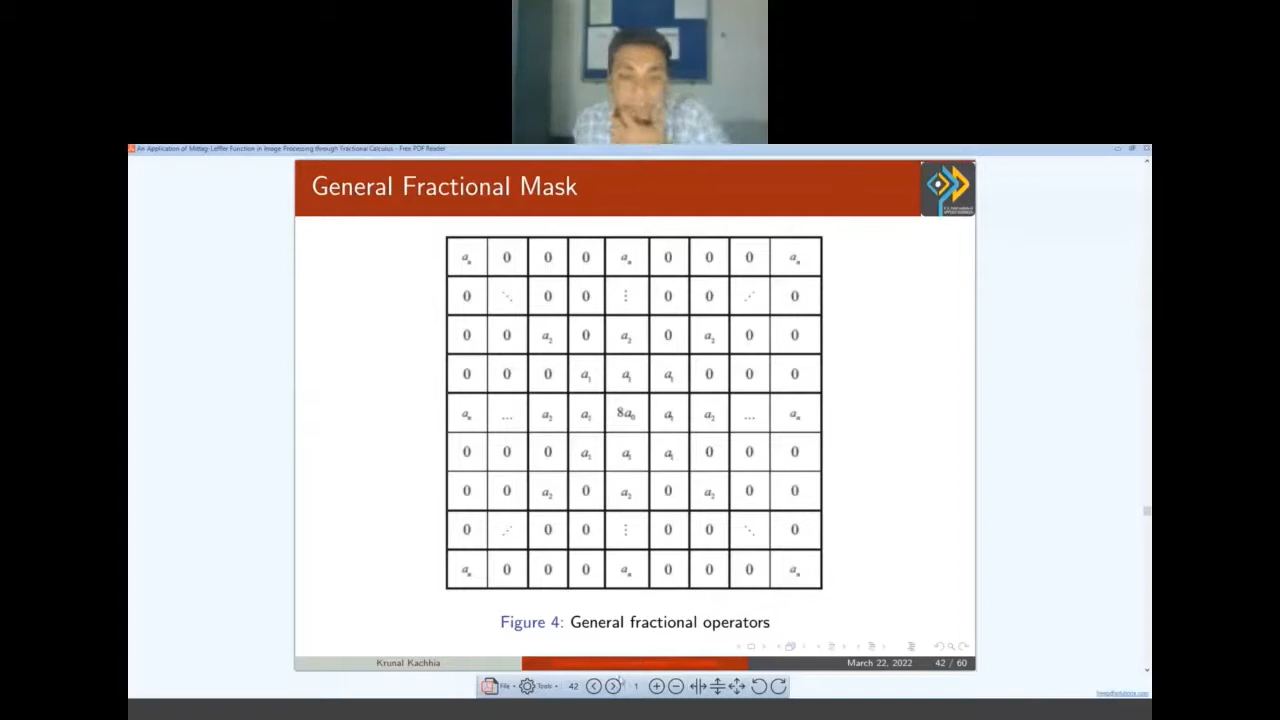 An Application of Mittag-Leffler Function in Image Processing through Fractional Calculus - Free PDF Reader
General Fractional Mask
aₙ 0 0 0 aₙ 0 0 0 aₙ
0 ⋱ 0 0 ⋮ 0 0 ⋰ 0
0 0 a₂ 0 a₂ 0 a₂ 0 0
0 0 0 a₁ a₁ a₁ 0 0 0
aₙ ... a₂ a₁ 8a₀ a₁ a₂ ... aₙ
0 0 0 a₁ a₁ a₁ 0 0 0
0 0 a₂ 0 a₂ 0 a₂ 0 0
0 ⋰ 0 0 ⋮ 0 0 ⋱ 0
aₙ 0 0 0 aₙ 0 0 0 aₙ
Figure 4: General fractional operators
Krunal Kachhia March 22, 2022 42 / 60
File Tools 42 1